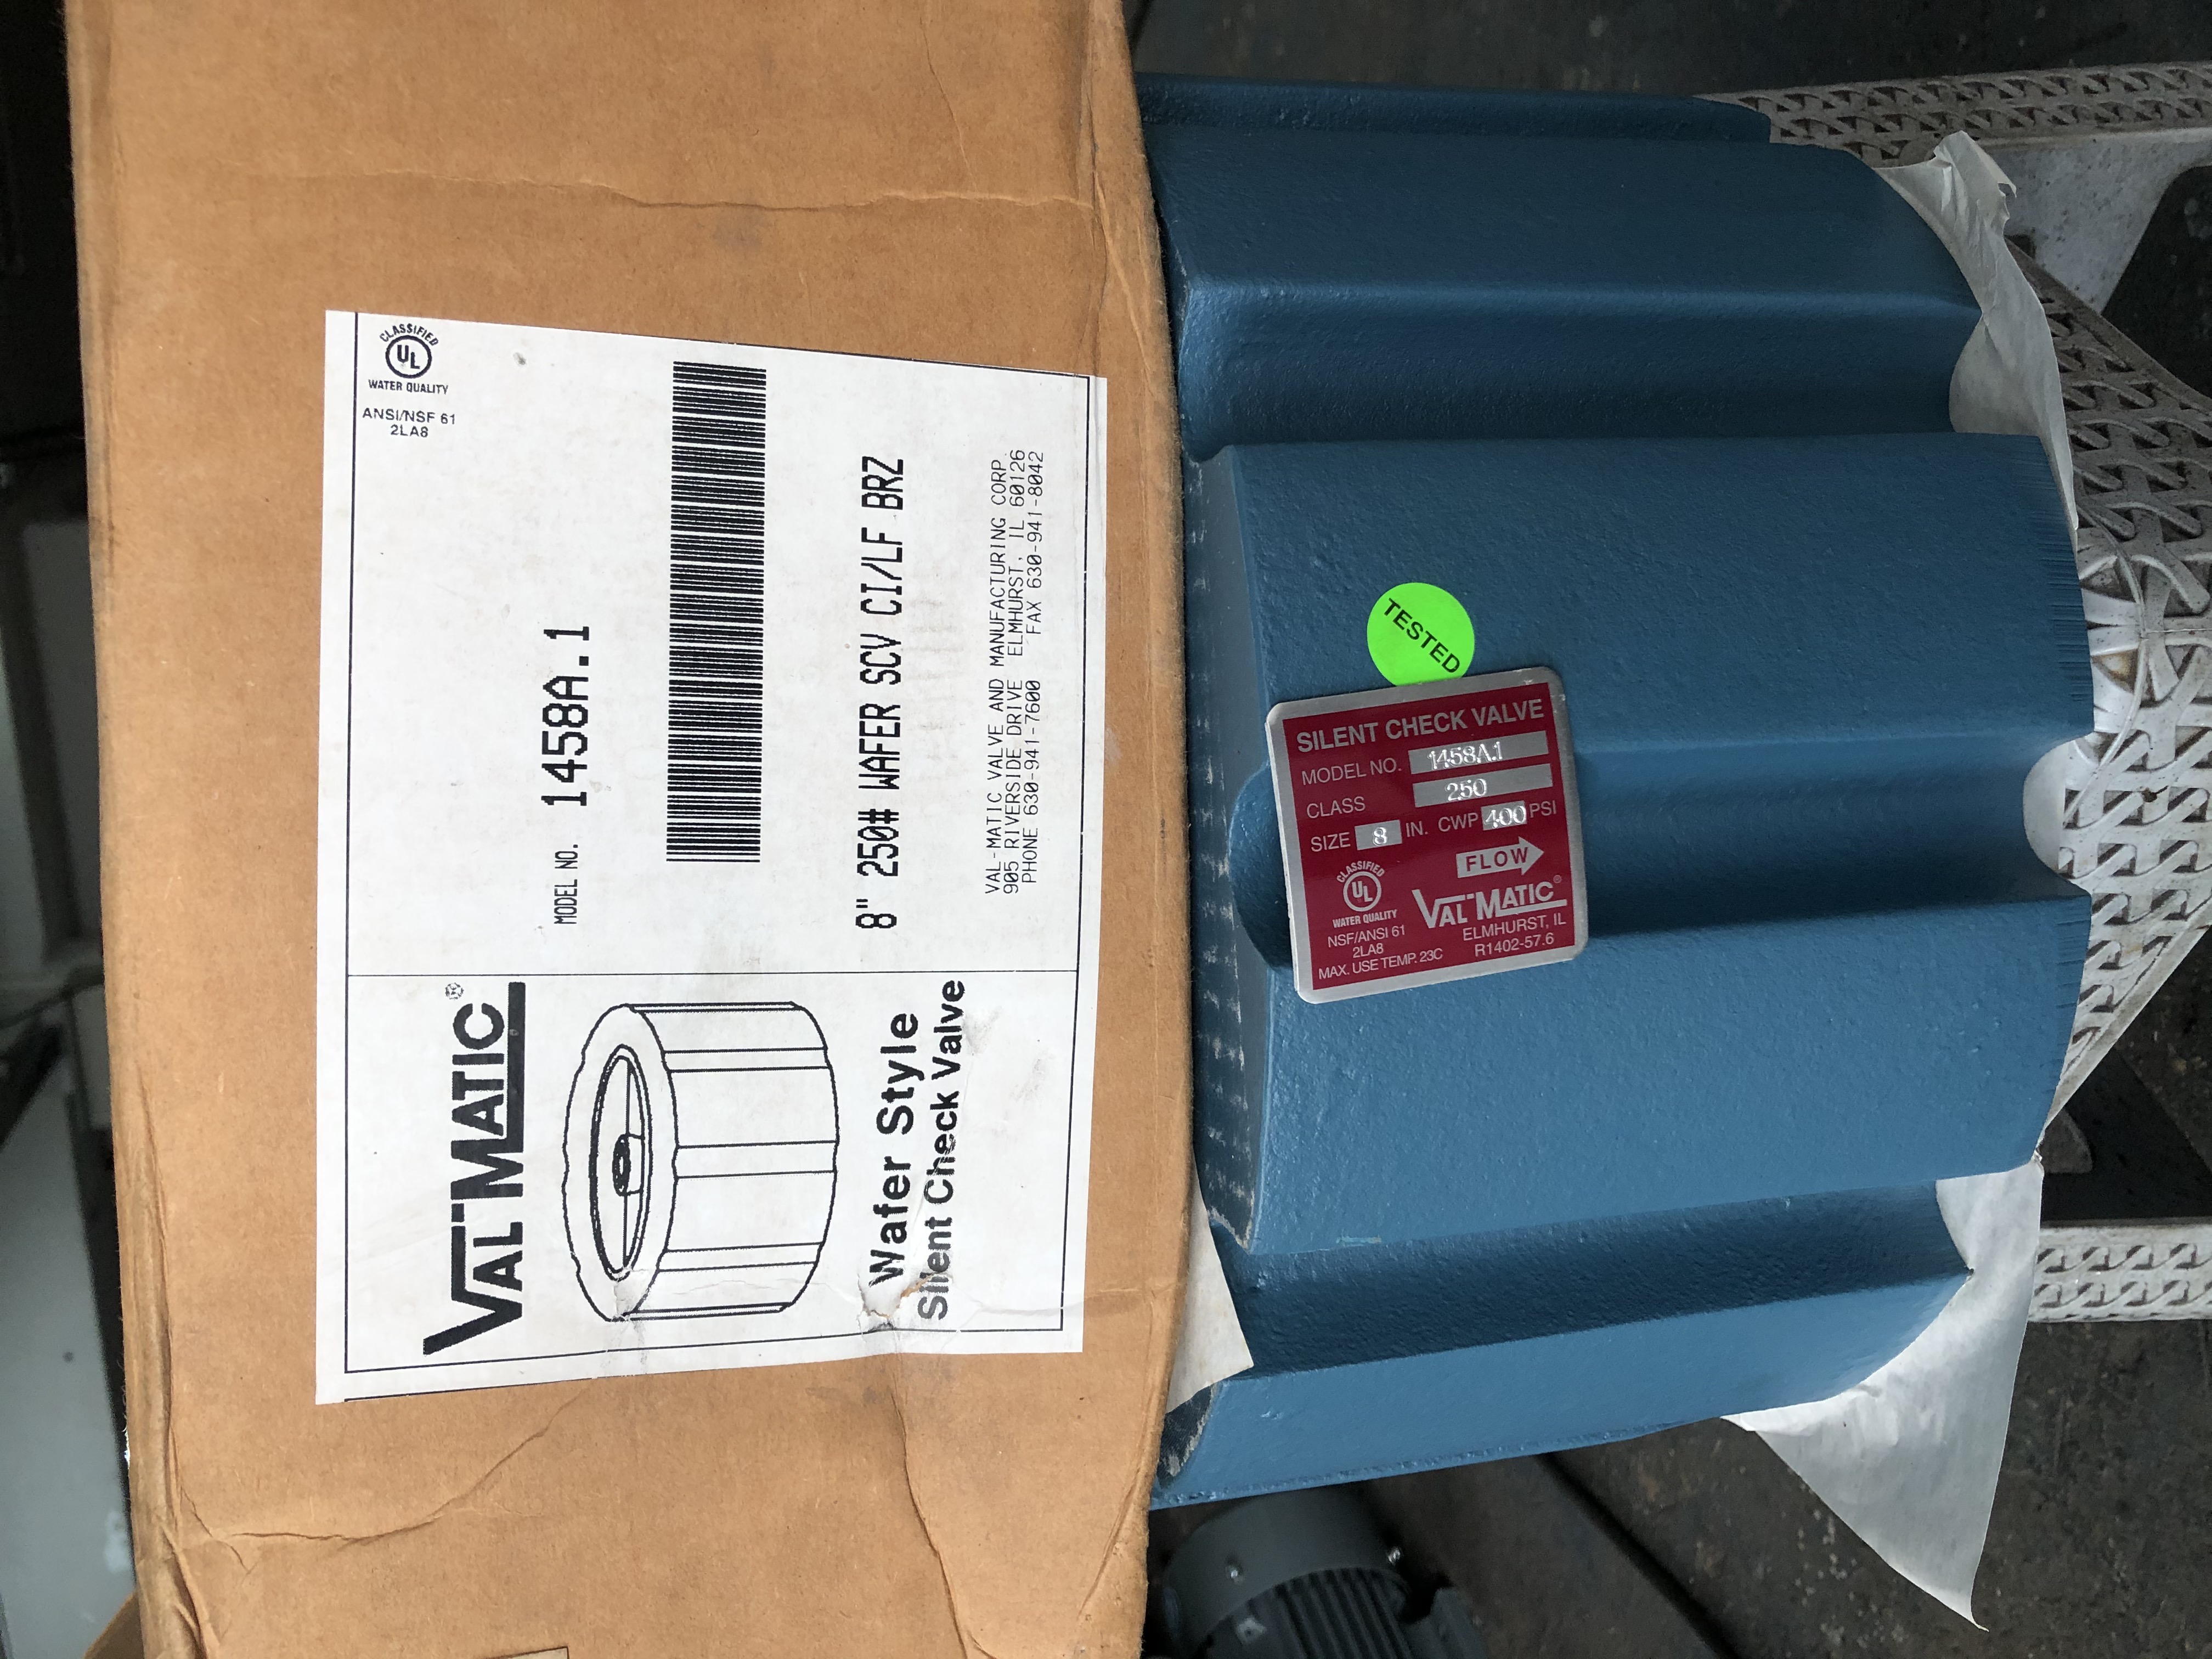 VAL-MATIC®
Wafer Style
Silent Check Valve
CLASSIFIED
UL
WATER QUALITY
ANSI/NSF 61
2LA8
MODEL NO. 1458A.1
8" 250# WAFER SCV CI/LF BRZ
VAL-MATIC VALVE AND MANUFACTURING CORP.
905 RIVERSIDE DRIVE ELMHURST, IL 60126
PHONE 630-941-7600 FAX 630-941-8042
TESTED
SILENT CHECK VALVE
MODEL NO. 1458A.1
CLASS 250
SIZE 8 IN. CWP 400 PSI
FLOW
CLASSIFIED
UL
WATER QUALITY
NSF/ANSI 61
2LA8
MAX. USE TEMP. 23C
VAL-MATIC®
ELMHURST, IL
R1402-57.6